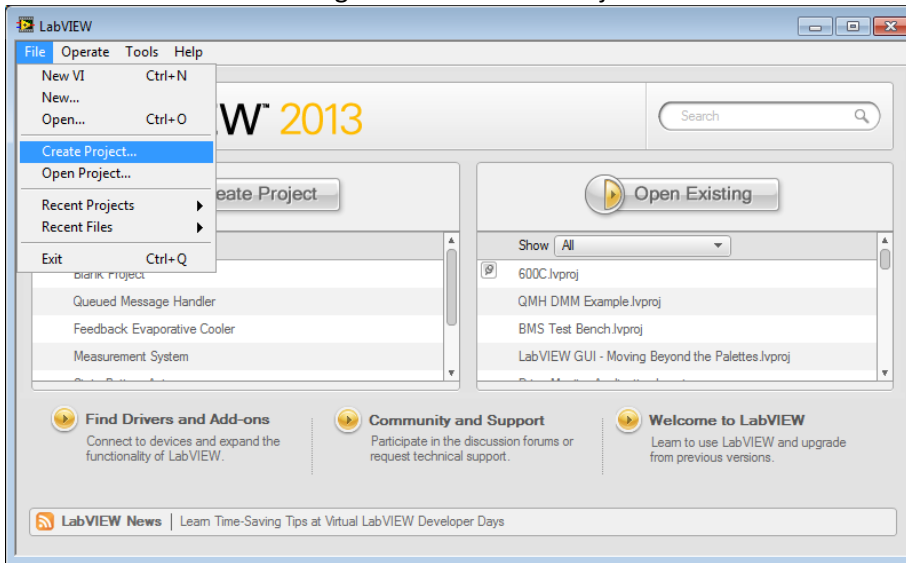 LabVIEW
File Operate Tools Help
New VI Ctrl+N
New...
Open... Ctrl+O
Create Project...
Open Project...
Recent Projects
Recent Files
Exit Ctrl+Q
W™ 2013
Search
eate Project
Blank Project
Queued Message Handler
Feedback Evaporative Cooler
Measurement System
Open Existing
Show All
600C.lvproj
QMH DMM Example.lvproj
BMS Test Bench.lvproj
LabVIEW GUI - Moving Beyond the Palettes.lvproj
Find Drivers and Add-ons
Connect to devices and expand the
functionality of LabVIEW.
Community and Support
Participate in the discussion forums or
request technical support.
Welcome to LabVIEW
Learn to use LabVIEW and upgrade
from previous versions.
LabVIEW News | Learn Time-Saving Tips at Virtual LabVIEW Developer Days